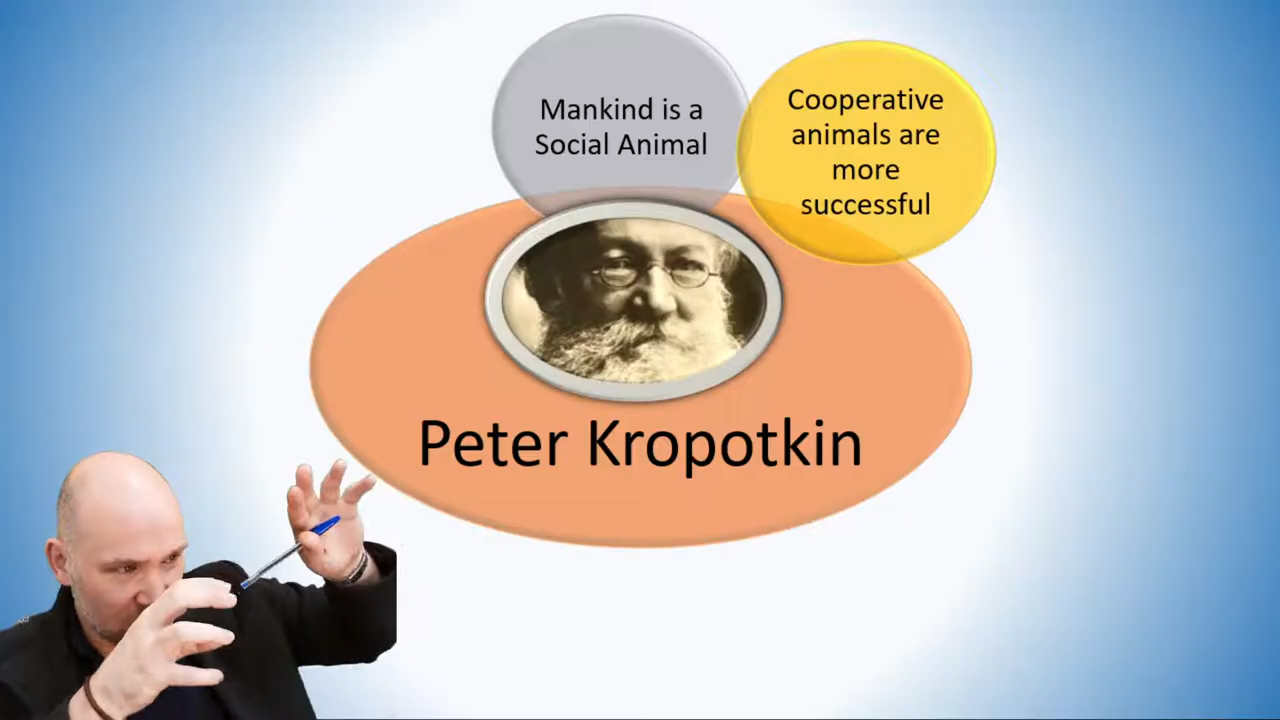 Mankind is a
Social Animal
Cooperative
animals are
more
successful
Peter Kropotkin